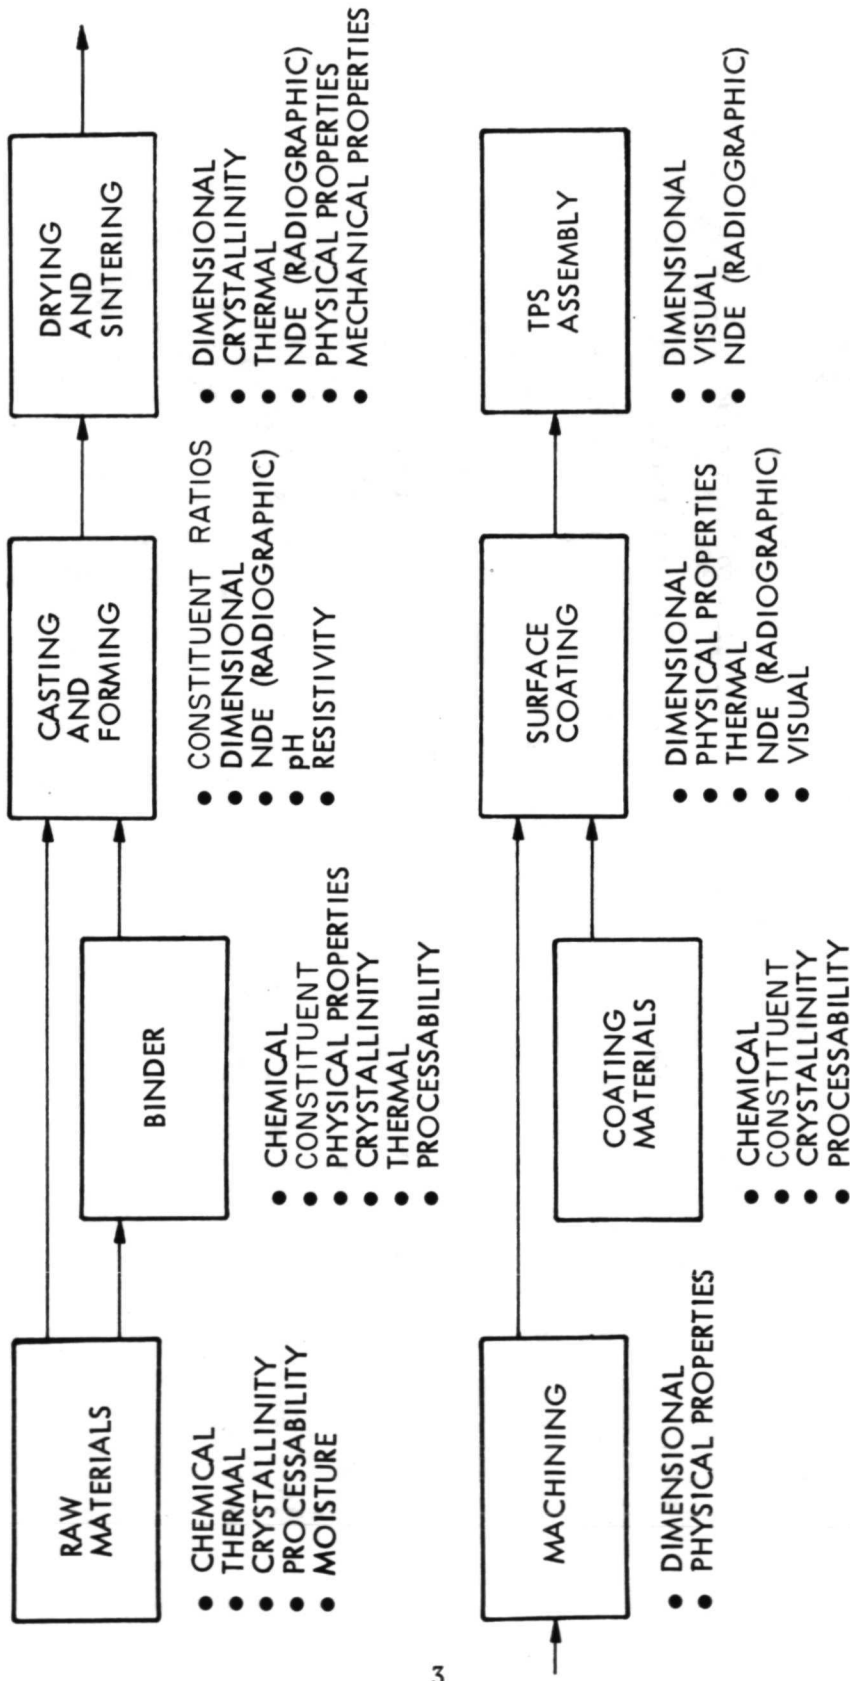 RAW
MATERIALS
• CHEMICAL
• THERMAL
• CRYSTALLINITY
• PROCESSABILITY
• MOISTURE
BINDER
• CHEMICAL
• CONSTITUENT
• PHYSICAL PROPERTIES
• CRYSTALLINITY
• THERMAL
• PROCESSABILITY
CASTING
AND
FORMING
• CONSTITUENT RATIOS
• DIMENSIONAL
• NDE (RADIOGRAPHIC)
• pH
• RESISTIVITY
DRYING
AND
SINTERING
• DIMENSIONAL
• CRYSTALLINITY
• THERMAL
• NDE (RADIOGRAPHIC)
• PHYSICAL PROPERTIES
• MECHANICAL PROPERTIES
MACHINING
• DIMENSIONAL
• PHYSICAL PROPERTIES
COATING
MATERIALS
• CHEMICAL
• CONSTITUENT
• CRYSTALLINITY
• PROCESSABILITY
SURFACE
COATING
• DIMENSIONAL
• PHYSICAL PROPERTIES
• THERMAL
• NDE (RADIOGRAPHIC)
• VISUAL
TPS
ASSEMBLY
• DIMENSIONAL
• VISUAL
• NDE (RADIOGRAPHIC)
3